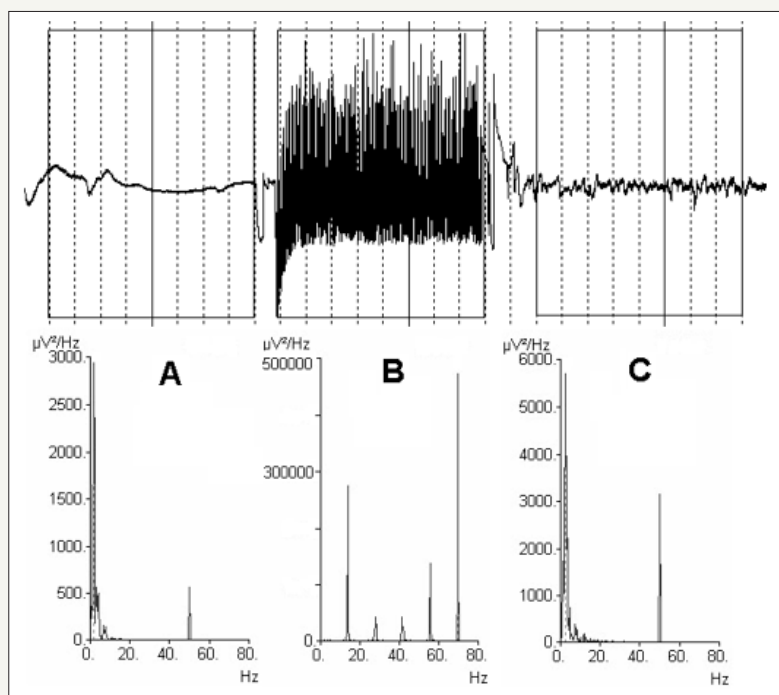 µV²/Hz
3000.
2500.
2000.
1500.
1000.
500.
0.
0. 20. 40. 60. 80.
Hz
A
µV²/Hz
500000
300000
0.
0. 20. 40. 60. 80.
Hz
B
µV²/Hz
6000.
5000.
4000.
3000.
2000.
1000.
0.
0. 20. 40. 60. 80.
Hz
C